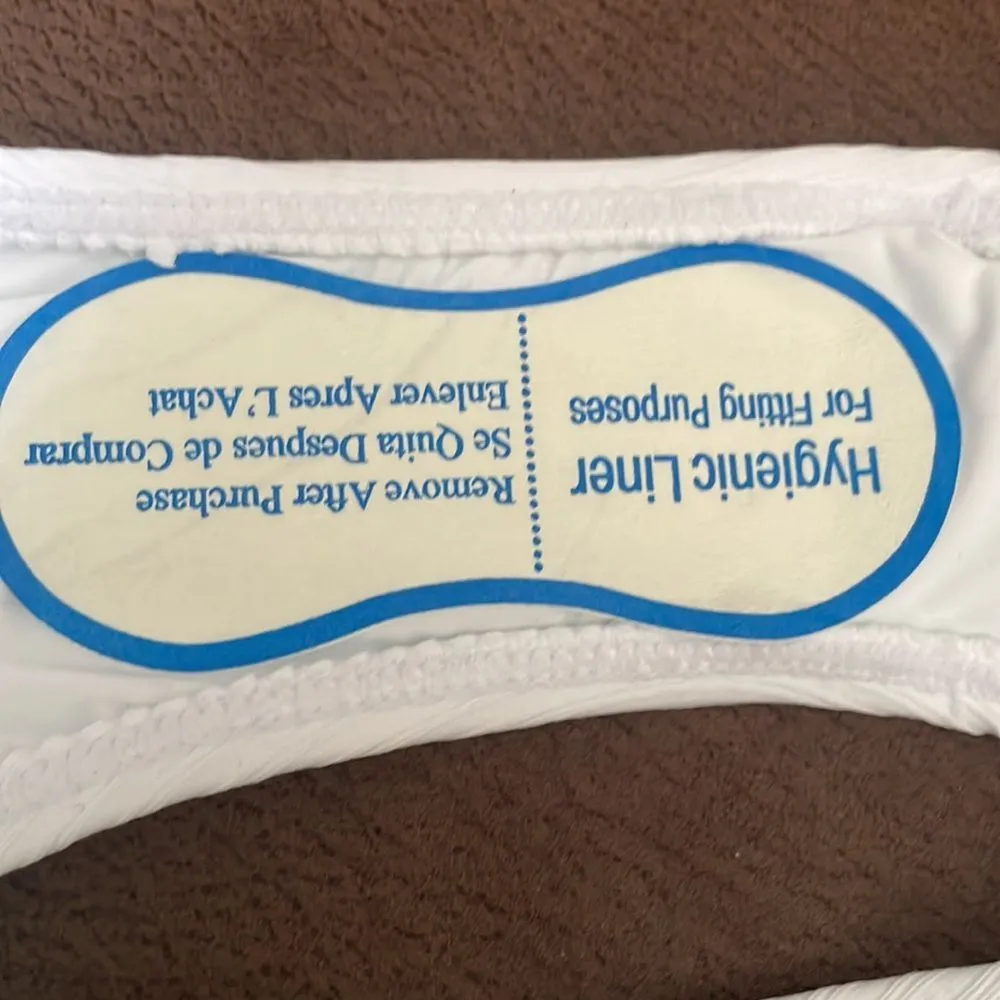 Hygienic Liner
For Fitting Purposes
Remove After Purchase
Se Quita Despues de Comprar
Enlever Apres L'Achat